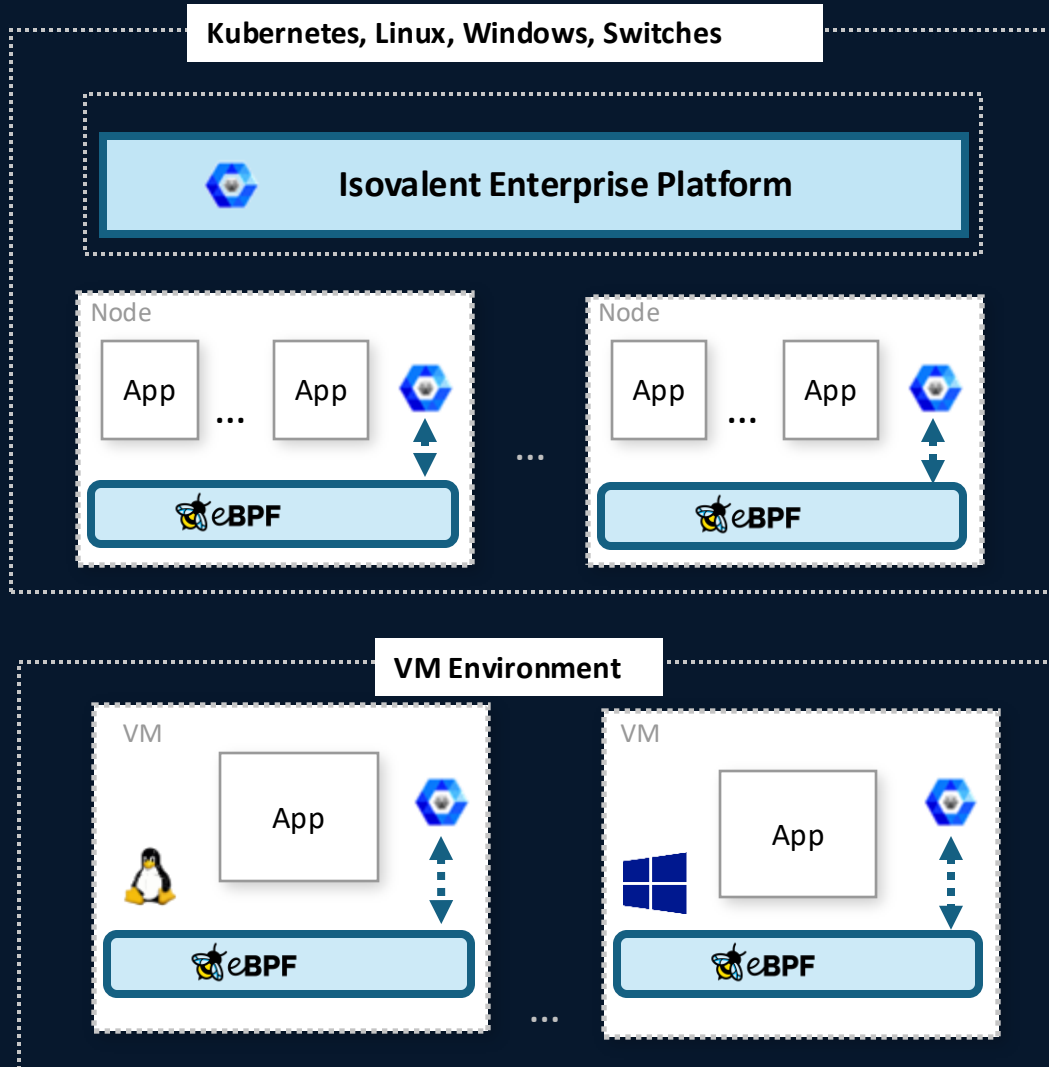 Kubernetes, Linux, Windows, Switches
Isovalent Enterprise Platform
Node
App
...
App
eBPF
...
Node
App
...
App
eBPF
VM Environment
VM
App
eBPF
...
VM
App
eBPF